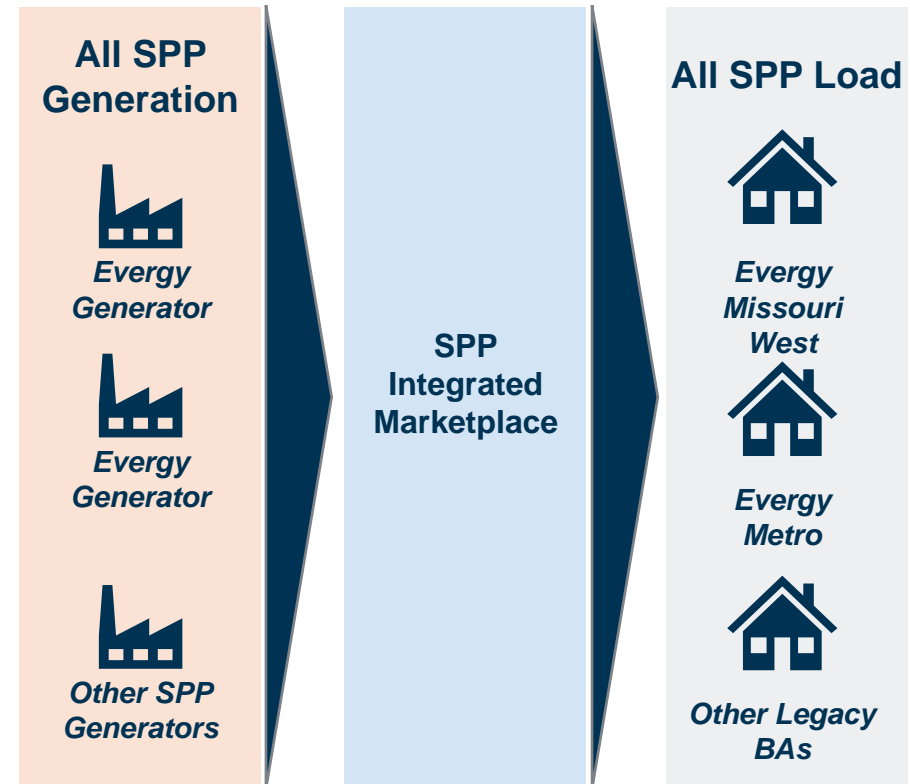 All SPP
Generation
Evergy
Generator
Evergy
Generator
Other SPP
Generators
SPP
Integrated
Marketplace
All SPP Load
Evergy
Missouri
West
Evergy
Metro
Other Legacy
BAs